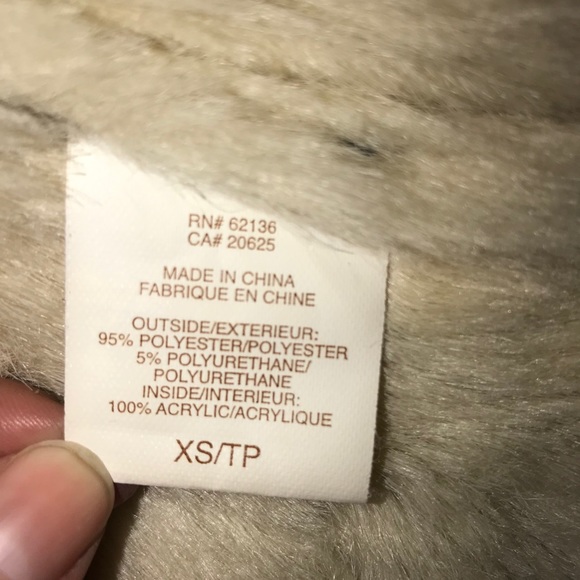 RN# 62136
CA# 20625
MADE IN CHINA
FABRIQUE EN CHINE
OUTSIDE/EXTERIEUR:
95% POLYESTER/POLYESTER
5% POLYURETHANE/
POLYURETHANE
INSIDE/INTERIEUR:
100% ACRYLIC/ACRYLIQUE
XS/TP